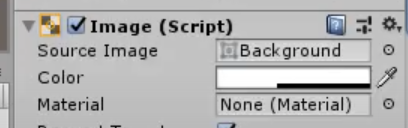 Image (Script)
Source Image Background
Color
Material None (Material)